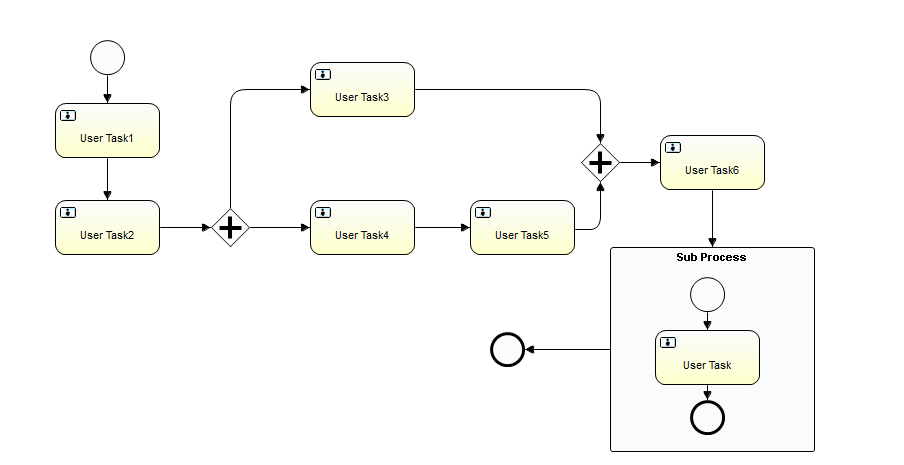 User Task1
User Task2
User Task3
User Task4
User Task5
User Task6
Sub Process
User Task